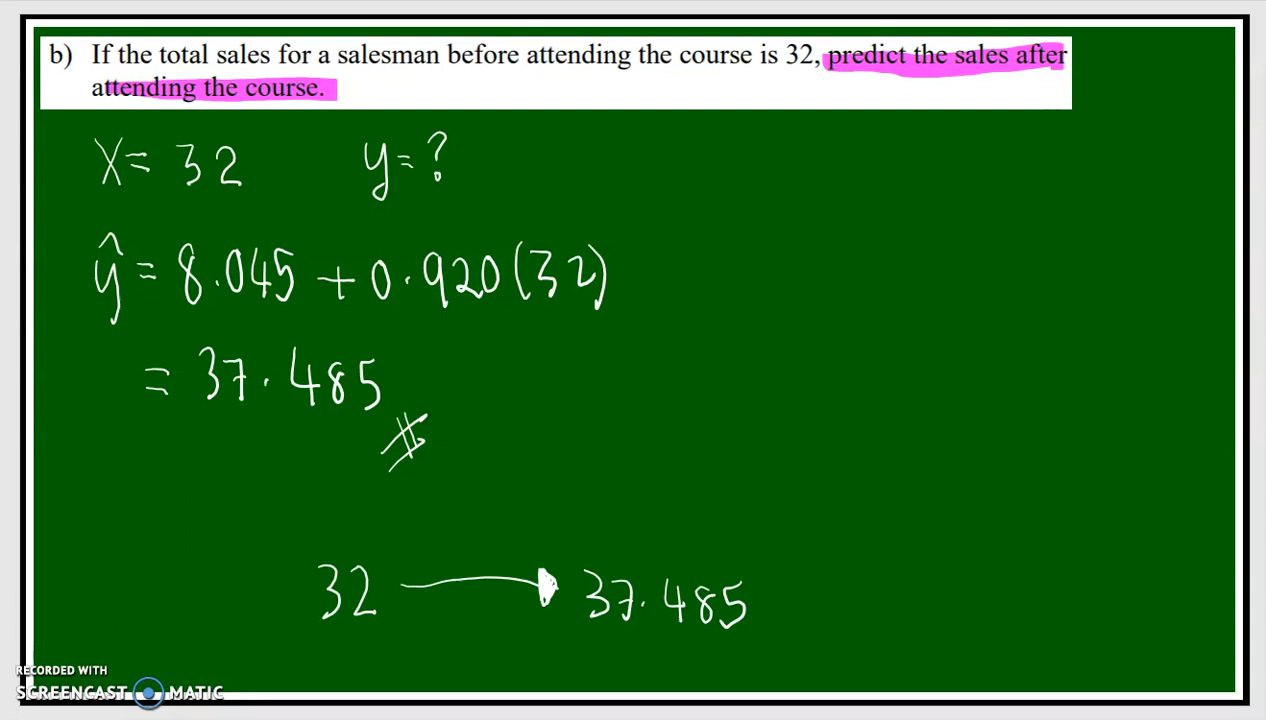 b) If the total sales for a salesman before attending the course is 32, predict the sales after
attending the course.
X = 32 y = ?
ŷ = 8.045 + 0.920(32)
= 37.485
32 → 37.485
RECORDED WITH
SCREENCAST MATIC